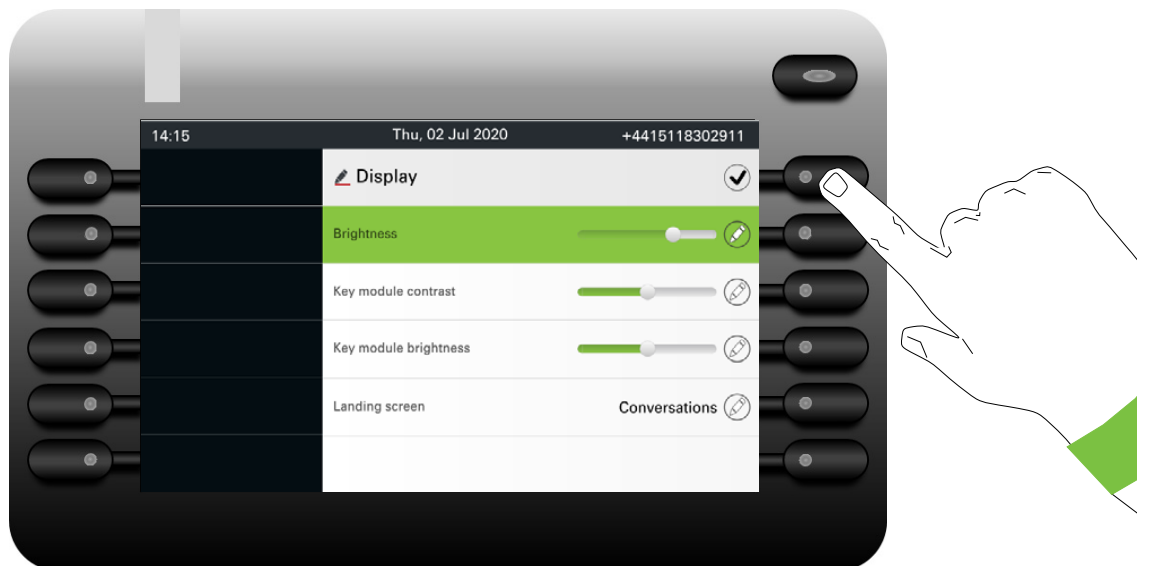 14:15 Thu, 02 Jul 2020 +4415118302911
Display
Brightness
Key module contrast
Key module brightness
Landing screen Conversations